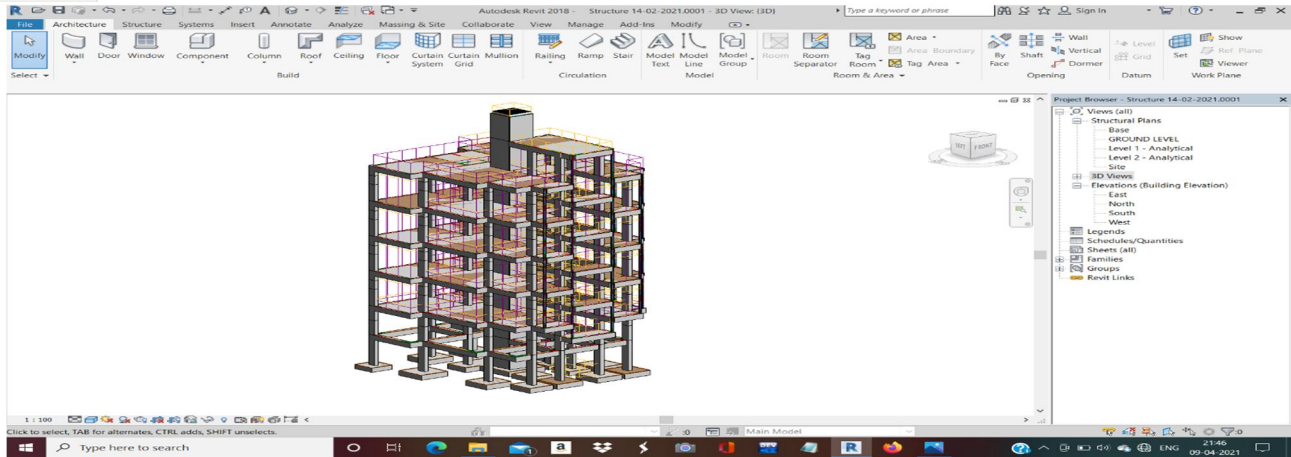 Autodesk Revit 2018 - Structure 14-02-2021.0001 - 3D View: {3D}
Type a keyword or phrase
Sign In
File Architecture Structure Systems Insert Annotate Analyze Massing & Site Collaborate View Manage Add-Ins Modify
Modify Wall Door Window Component Column Roof Ceiling Floor Curtain System Curtain Grid Mullion Railing Ramp Stair Model Text Model Line Model Group Room Room Separator Tag Room
Area
Area Boundary
Tag Area
By Face Shaft
Wall
Vertical
Dormer
Level
Grid
Set
Show
Ref Plane
Viewer
Select Build Circulation Model Room & Area Opening Datum Work Plane
Project Browser - Structure 14-02-2021.0001
Views (all)
Structural Plans
Base
GROUND LEVEL
Level 1 - Analytical
Level 2 - Analytical
Site
3D Views
Elevations (Building Elevation)
East
North
South
West
Legends
Schedules/Quantities
Sheets (all)
Families
Groups
Revit Links
LEFT FRONT
1 : 100
Click to select, TAB for alternates, CTRL adds, SHIFT unselects.
:0
Main Model
:0
Type here to search
ENG
21:46
09-04-2021